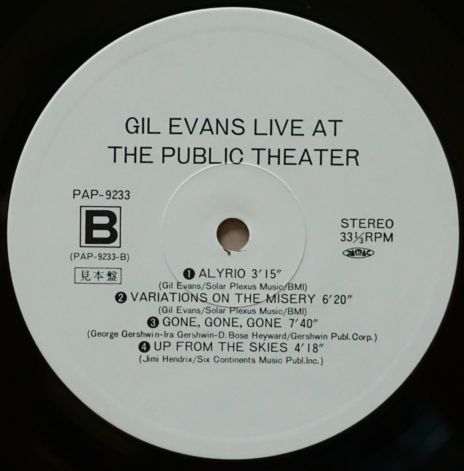 GIL EVANS LIVE AT
THE PUBLIC THEATER
PAP-9233
B
(PAP-9233-B)
見本盤
STEREO
33⅓RPM
❶ ALYRIO 3'15"
(Gil Evans/Solar Plexus Music/BMI)
❷ VARIATIONS ON THE MISERY 6'20"
(Gil Evans/Solar Plexus Music/BMI)
❸ GONE, GONE, GONE 7'40"
(George Gershwin-Ira Gershwin-D. Bose Heyward/Gershwin Publ. Corp.)
❹ UP FROM THE SKIES 4'18"
(Jimi Hendrix/Six Continents Music Publ.Inc.)